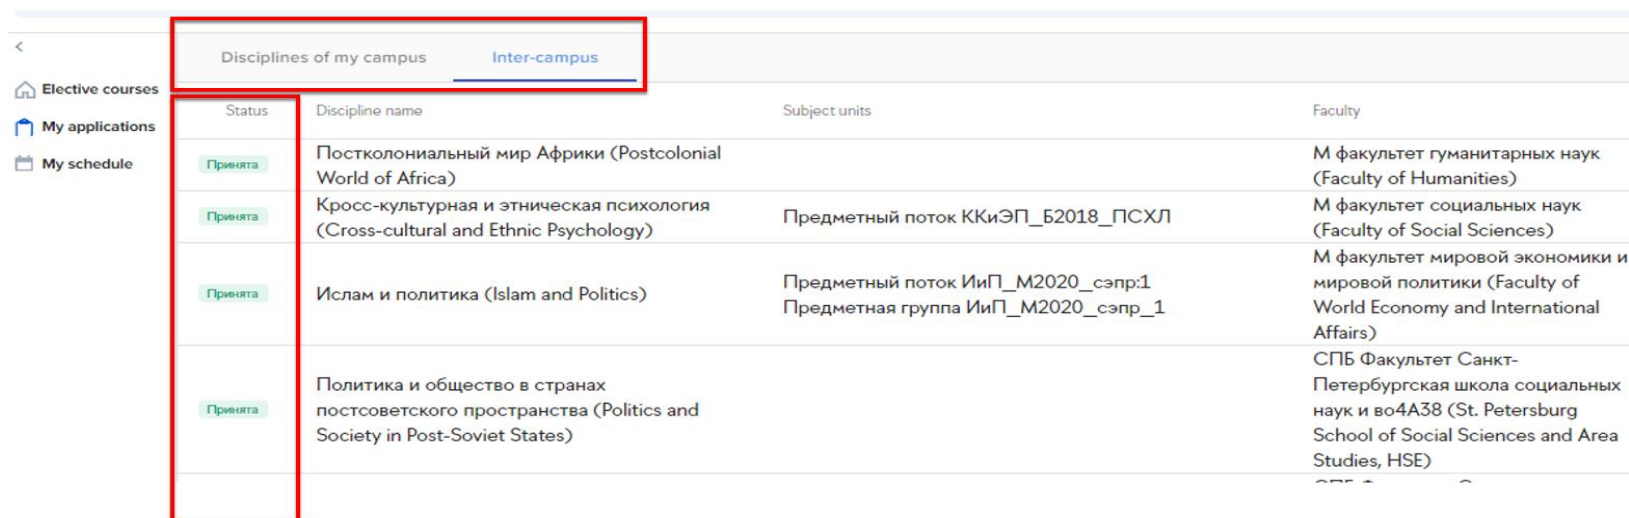 Disciplines of my campus
Inter-campus
Elective courses
My applications
My schedule
Status
Discipline name
Subject units
Faculty
Принята
Постколониальный мир Африки (Postcolonial
World of Africa)
М факультет гуманитарных наук
(Faculty of Humanities)
Принята
Кросс-культурная и этническая психология
(Cross-cultural and Ethnic Psychology)
Предметный поток ККиЭП_Б2018_ПСХЛ
М факультет социальных наук
(Faculty of Social Sciences)
Принята
Ислам и политика (Islam and Politics)
Предметный поток ИиП_М2020_сэпр:1
Предметная группа ИиП_М2020_сэпр_1
М факультет мировой экономики и
мировой политики (Faculty of
World Economy and International
Affairs)
Принята
Политика и общество в странах
постсоветского пространства (Politics and
Society in Post-Soviet States)
СПБ Факультет Санкт-
Петербургская школа социальных
наук и во4А38 (St. Petersburg
School of Social Sciences and Area
Studies, HSE)